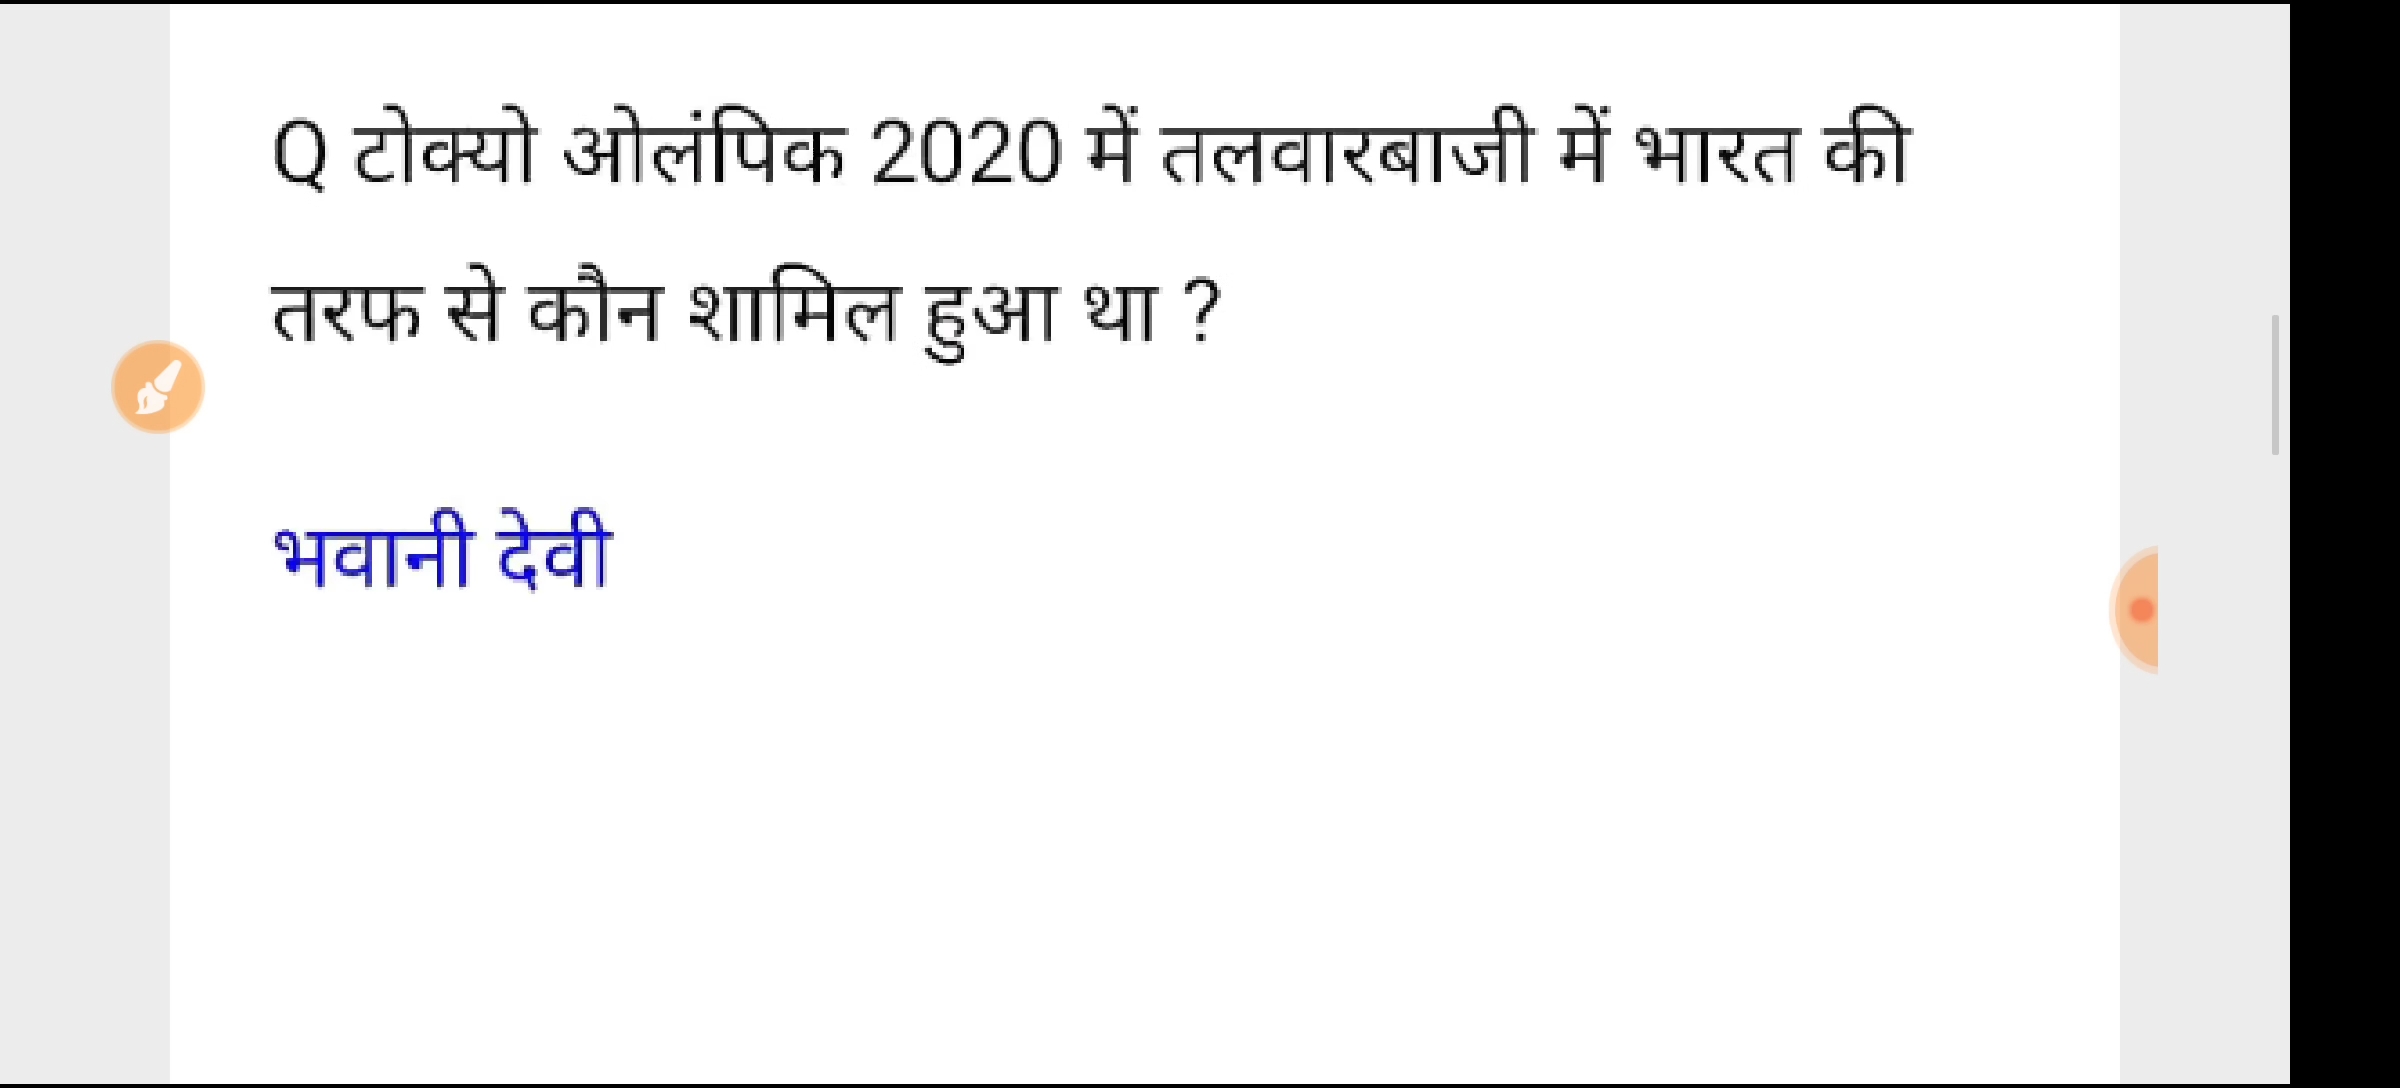 Q टोक्यो ओलंपिक 2020 में तलवारबाजी में भारत की
तरफ से कौन शामिल हुआ था ?
भवानी देवी